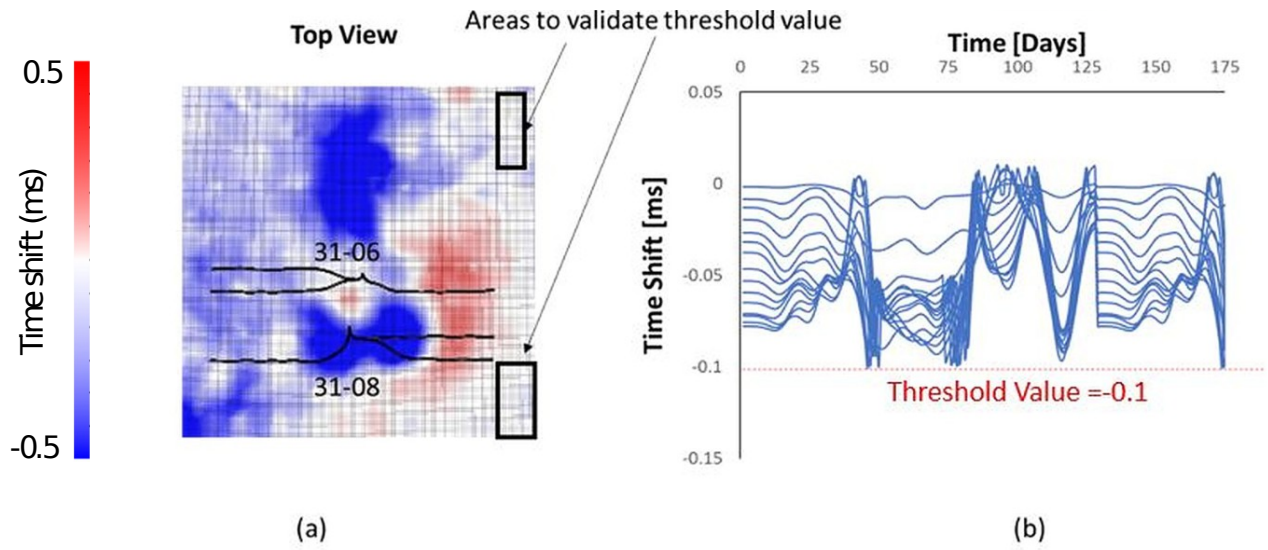 Areas to validate threshold value
Top View
0.5
Time shift (ms)
-0.5
31-06
31-08
(a)
Time [Days]
0 25 50 75 100 125 150 175
0.05
0
-0.05
-0.1
-0.15
Time Shift [ms]
Threshold Value =-0.1
(b)